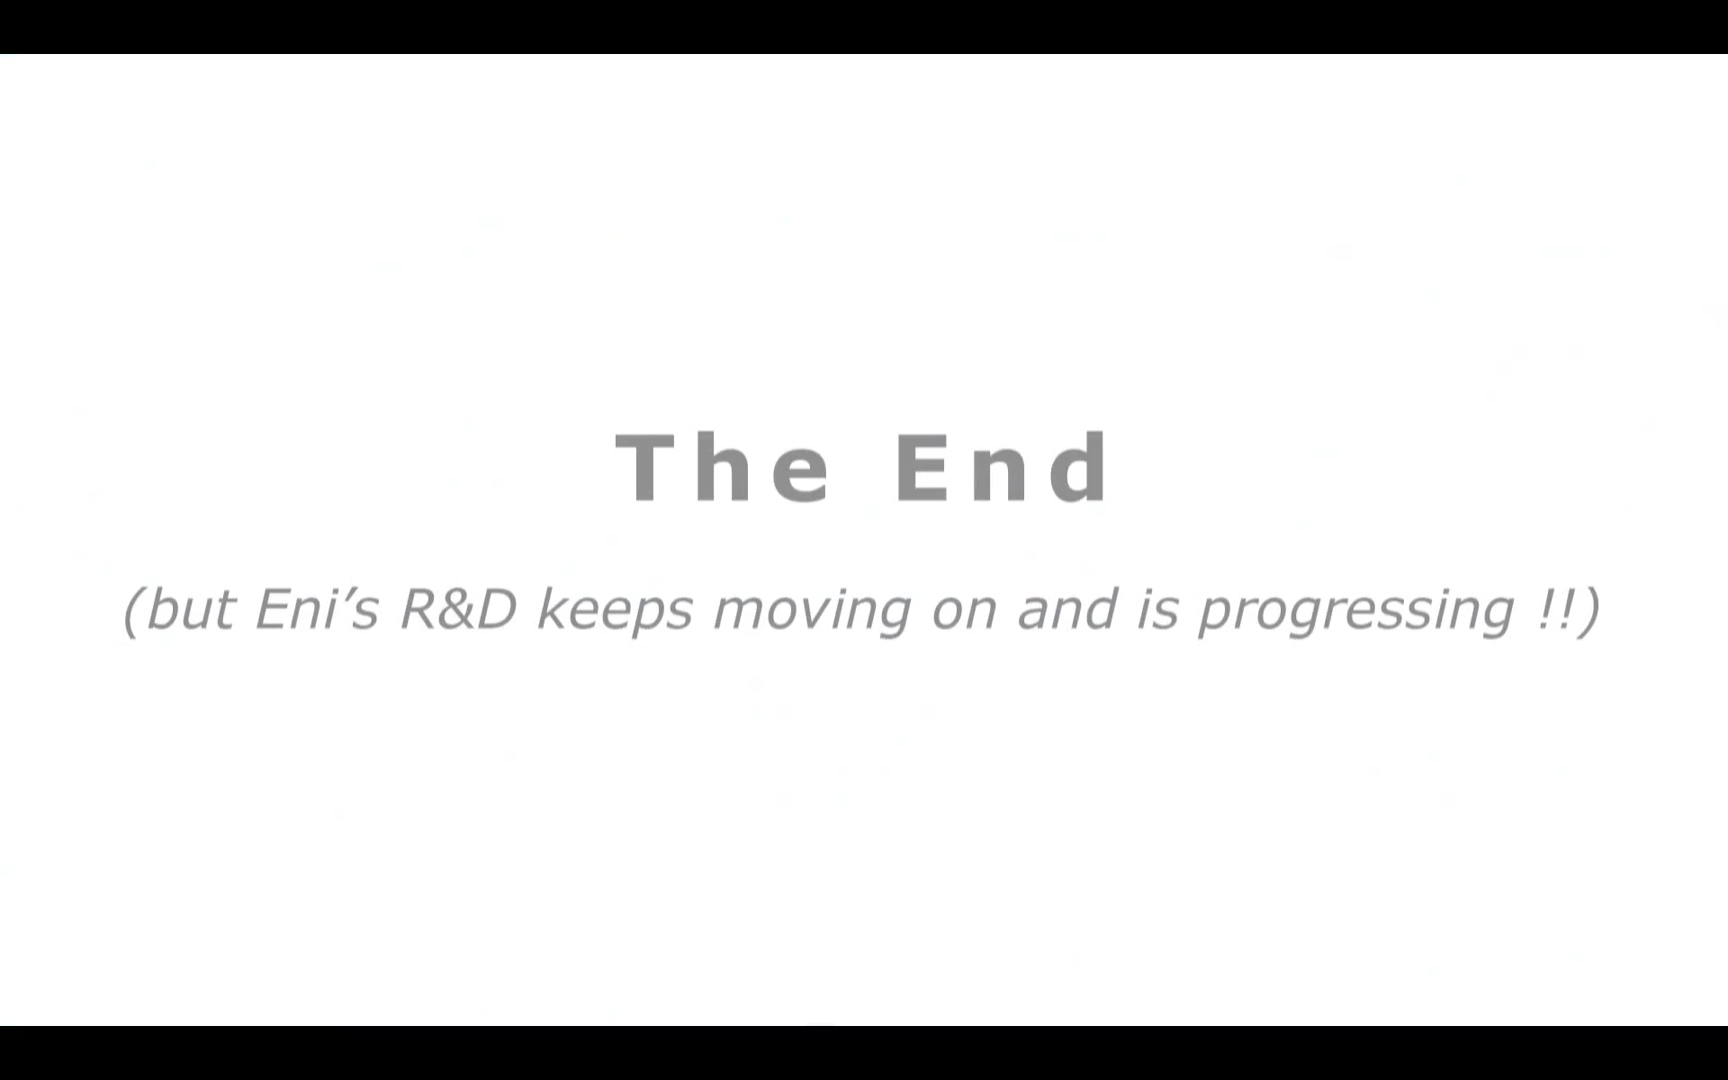 The End
(but Eni’s R&D keeps moving on and is progressing !!)